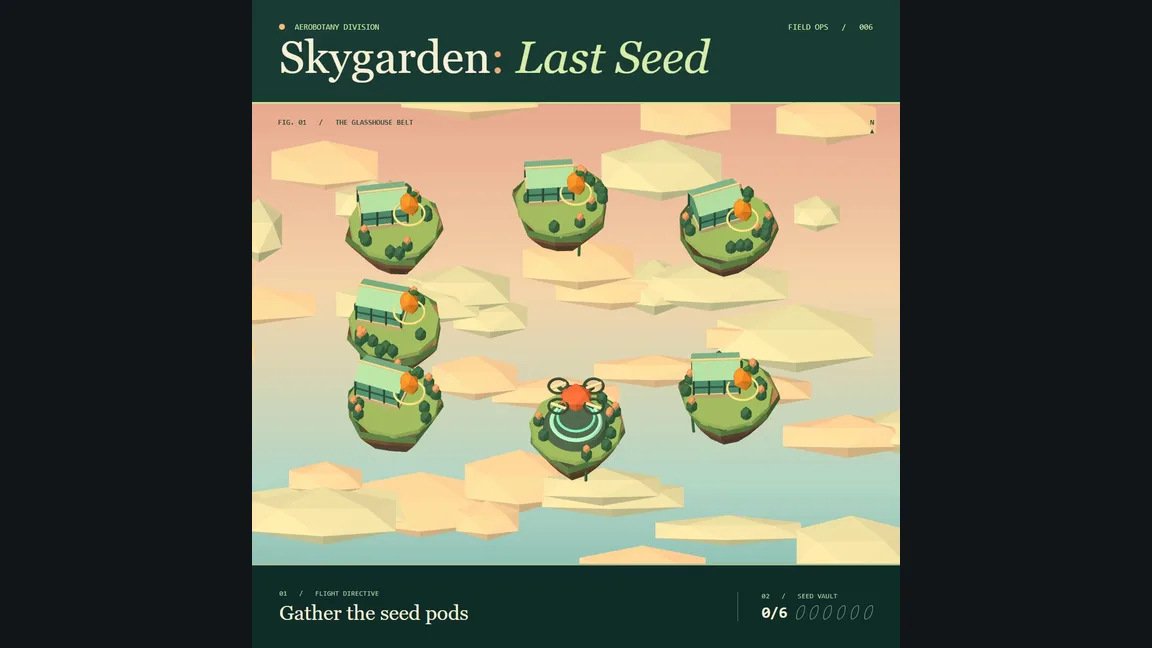 AEROBOTANY DIVISION
FIELD OPS / 006
Skygarden: Last Seed
FIG. 01 / THE GLASSHOUSE BELT
N
01 / FLIGHT DIRECTIVE
Gather the seed pods
02 / SEED VAULT
0/6